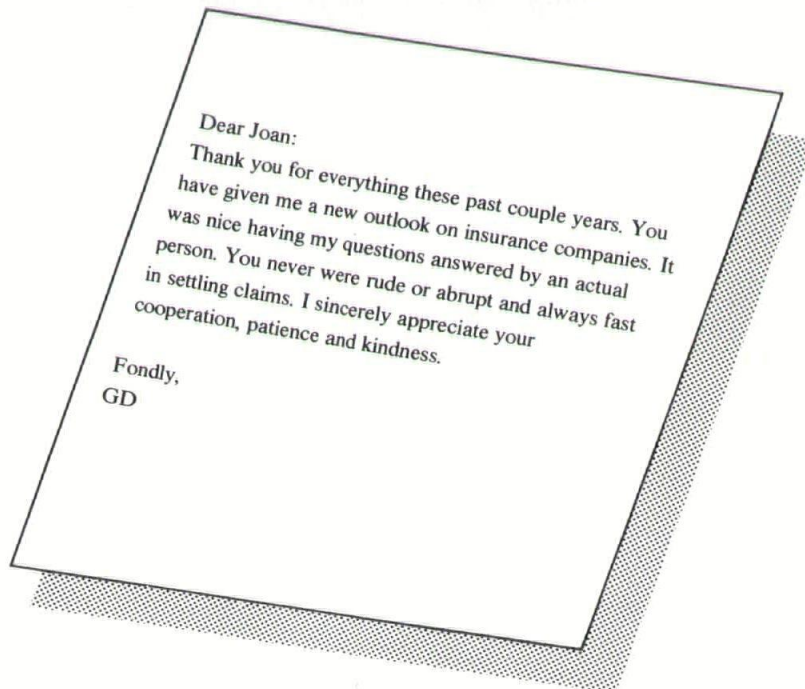 Dear Joan:
Thank you for everything these past couple years. You
have given me a new outlook on insurance companies. It
was nice having my questions answered by an actual
person. You never were rude or abrupt and always fast
in settling claims. I sincerely appreciate your
cooperation, patience and kindness.
Fondly,
GD